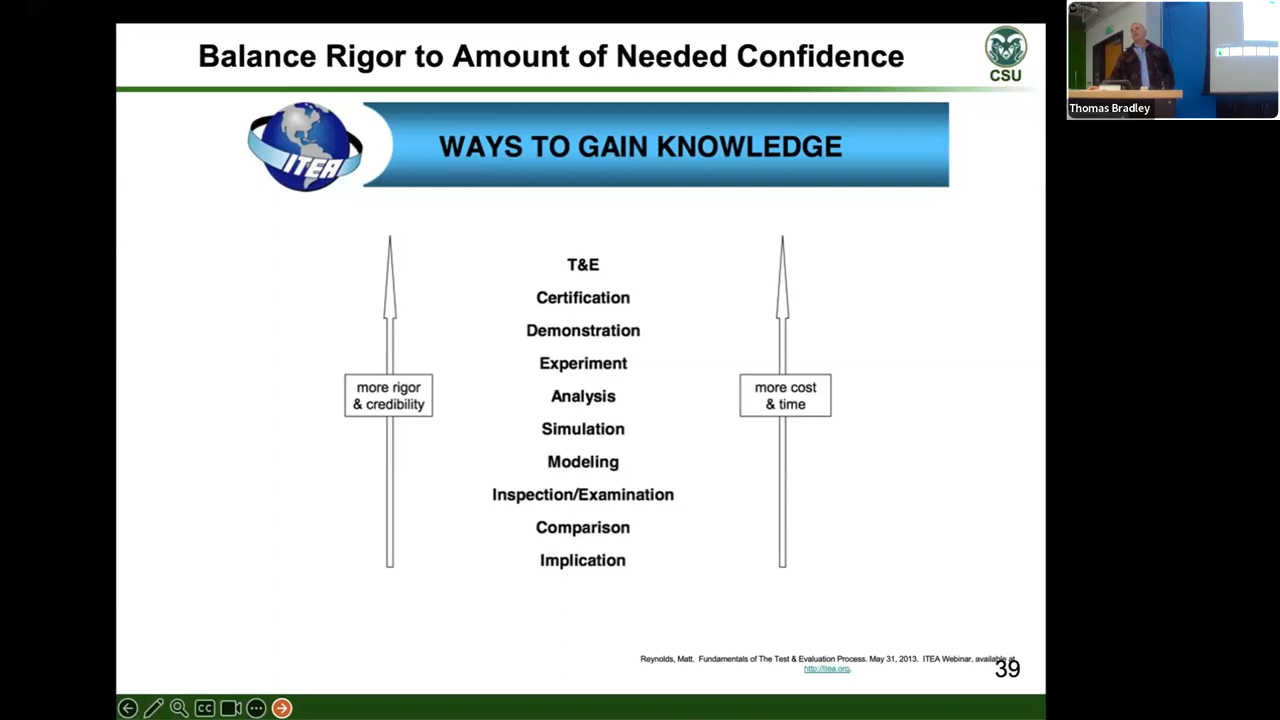 Balance Rigor to Amount of Needed Confidence
CSU
ITEA
WAYS TO GAIN KNOWLEDGE
T&E
Certification
Demonstration
Experiment
Analysis
Simulation
Modeling
Inspection/Examination
Comparison
Implication
more rigor
& credibility
more cost
& time
Reynolds, Matt. Fundamentals of The Test & Evaluation Process. May 31, 2013. ITEA Webinar, available at
http://itea.org.
39
CC
Thomas Bradley